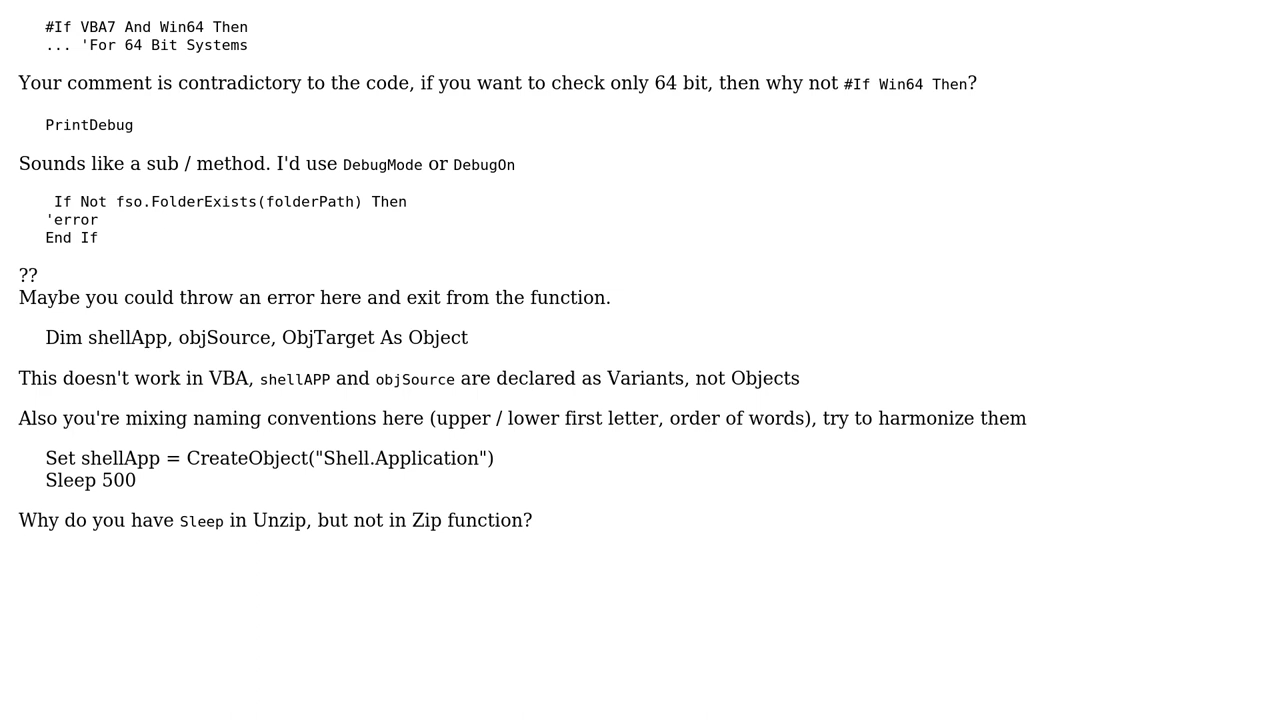 #If VBA7 And Win64 Then
... 'For 64 Bit Systems
Your comment is contradictory to the code, if you want to check only 64 bit, then why not #If Win64 Then?
PrintDebug
Sounds like a sub / method. I'd use DebugMode or DebugOn
If Not fso.FolderExists(folderPath) Then
'error
End If
??
Maybe you could throw an error here and exit from the function.
Dim shellApp, objSource, ObjTarget As Object
This doesn't work in VBA, shellAPP and objSource are declared as Variants, not Objects
Also you're mixing naming conventions here (upper / lower first letter, order of words), try to harmonize them
Set shellApp = CreateObject("Shell.Application")
Sleep 500
Why do you have Sleep in Unzip, but not in Zip function?